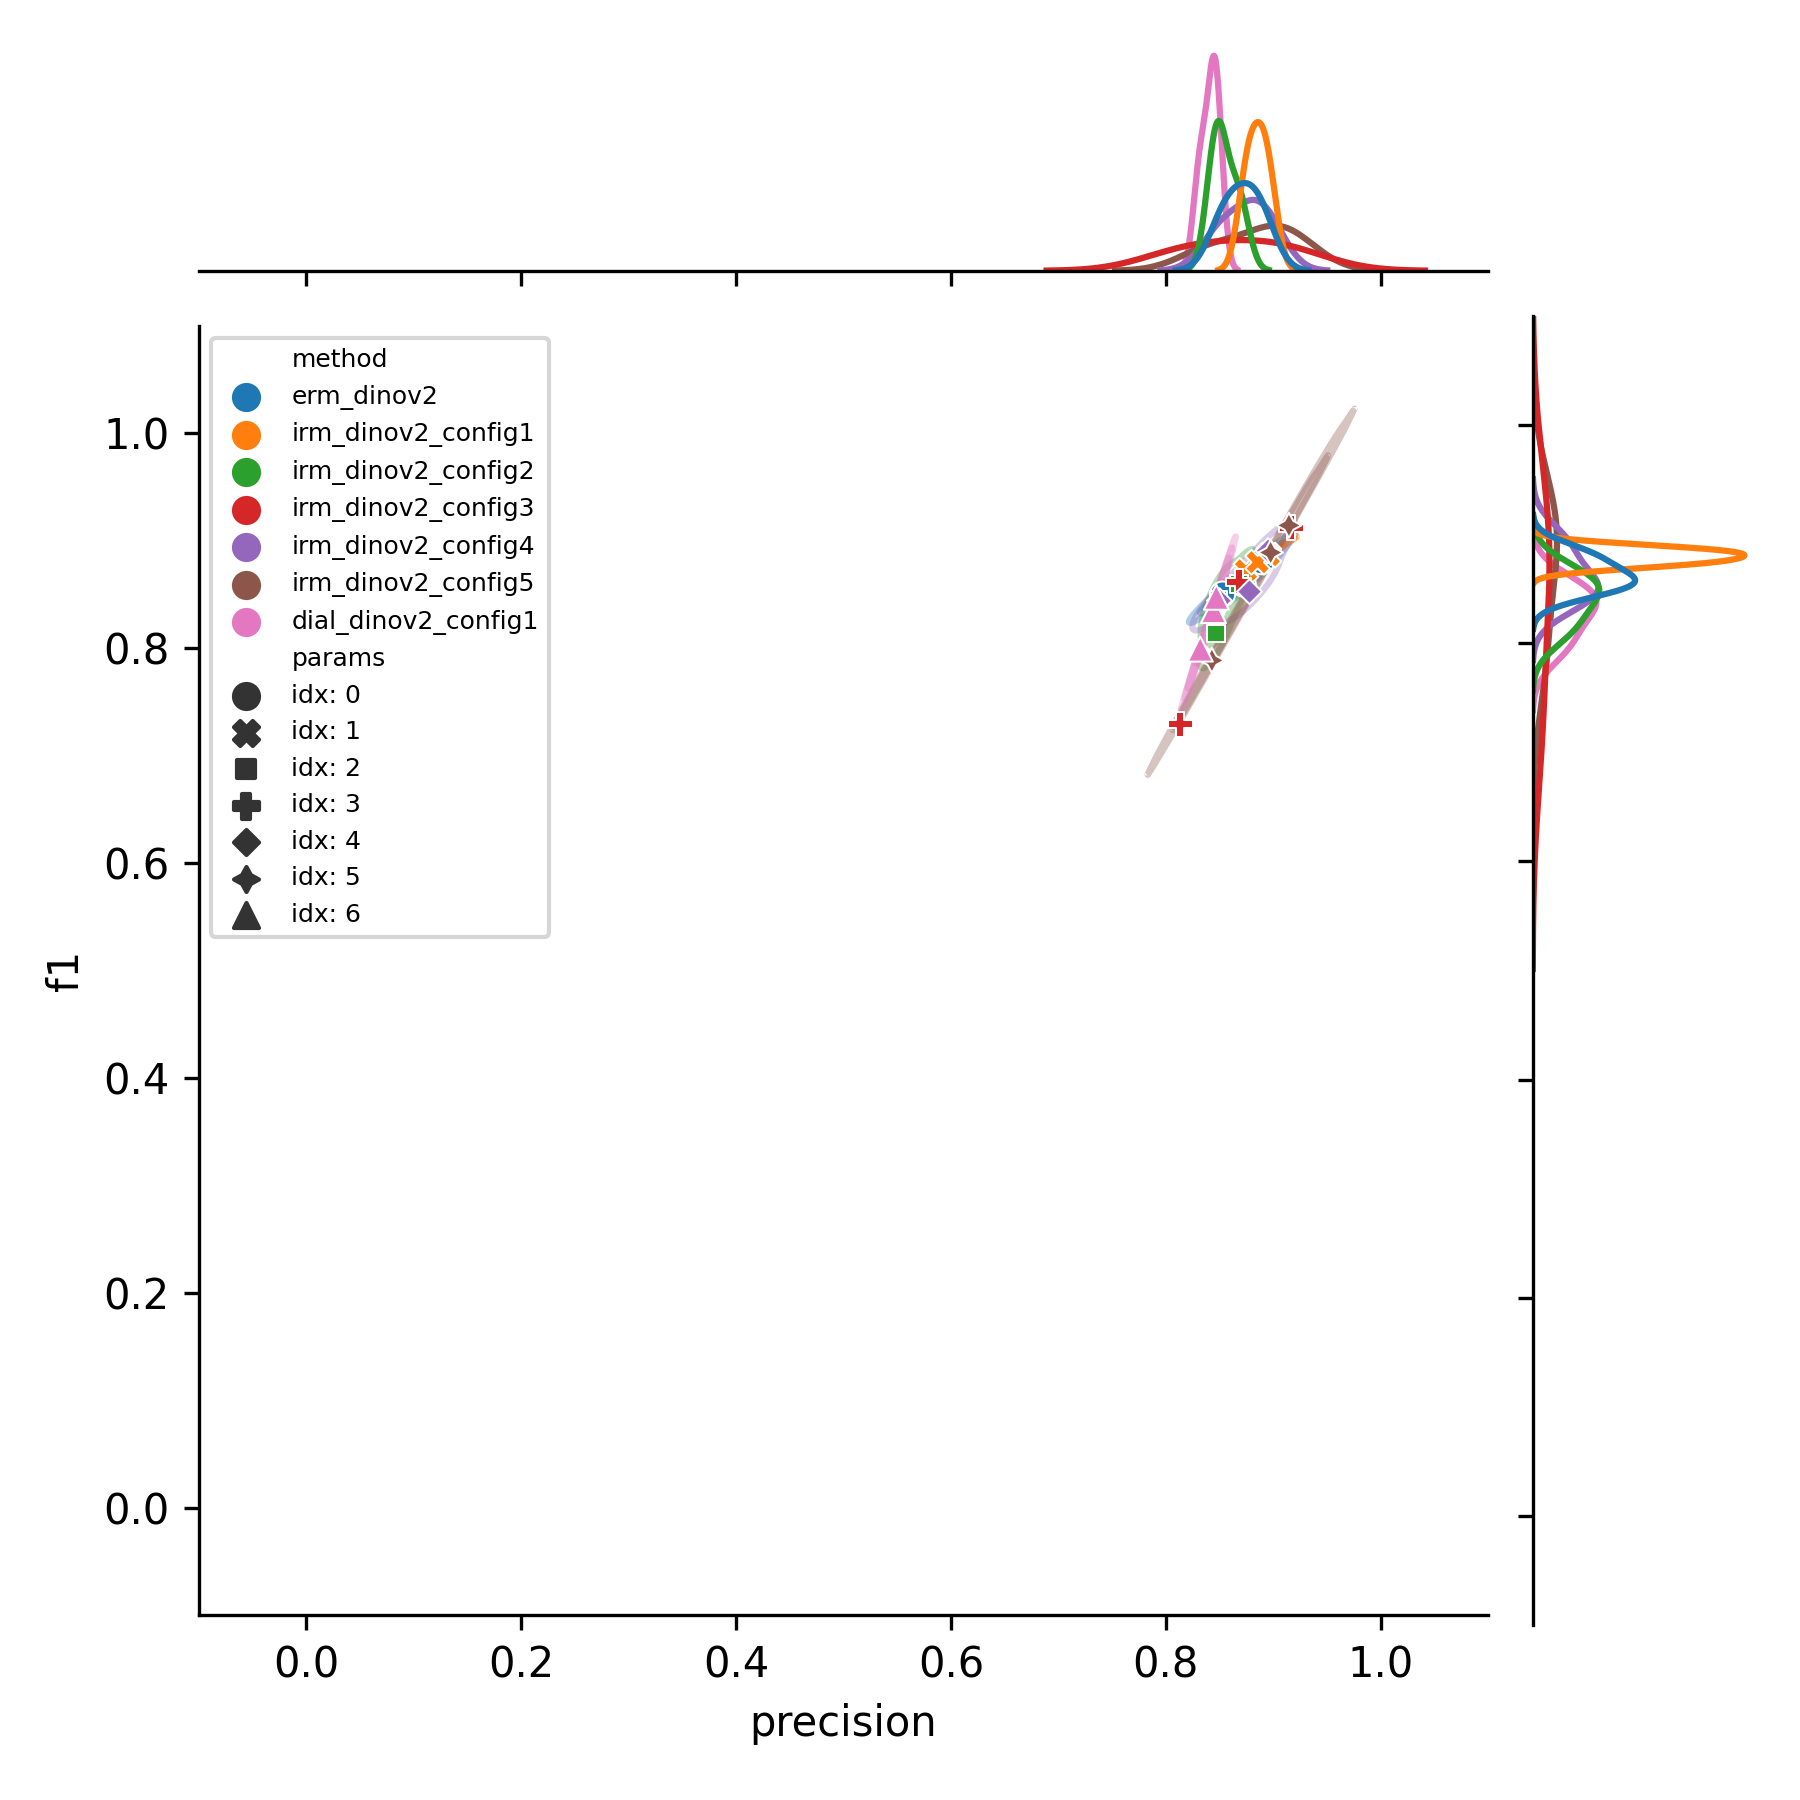 method
erm_dinov2
irm_dinov2_config1
irm_dinov2_config2
irm_dinov2_config3
irm_dinov2_config4
irm_dinov2_config5
dial_dinov2_config1
params
idx: 0
idx: 1
idx: 2
idx: 3
idx: 4
idx: 5
idx: 6
1.0
0.8
0.6
0.4
0.2
0.0
f1
0.0 0.2 0.4 0.6 0.8 1.0
precision